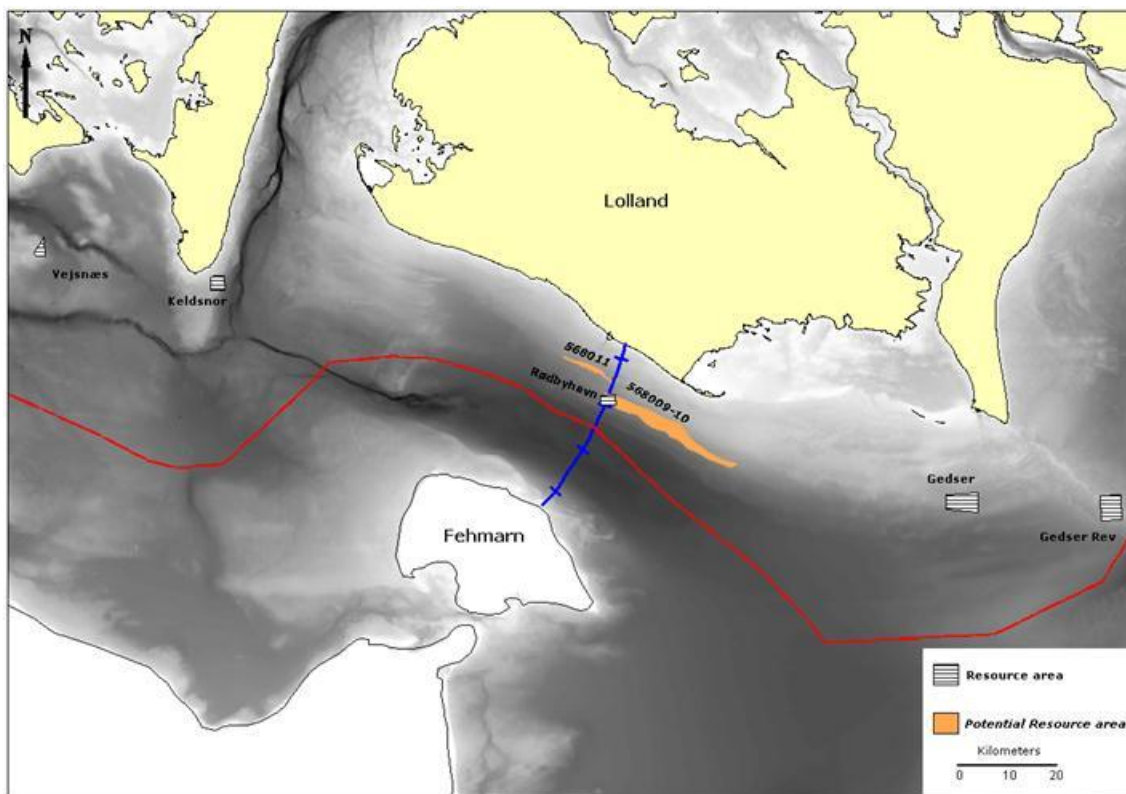 N
Lolland
Vejsnæs
Keldsnor
568011
Rødbyhavn
568009-10
Gedser
Fehmarn
Gedser Rev
Resource area
Potential Resource area
Kilometers
0 10 20